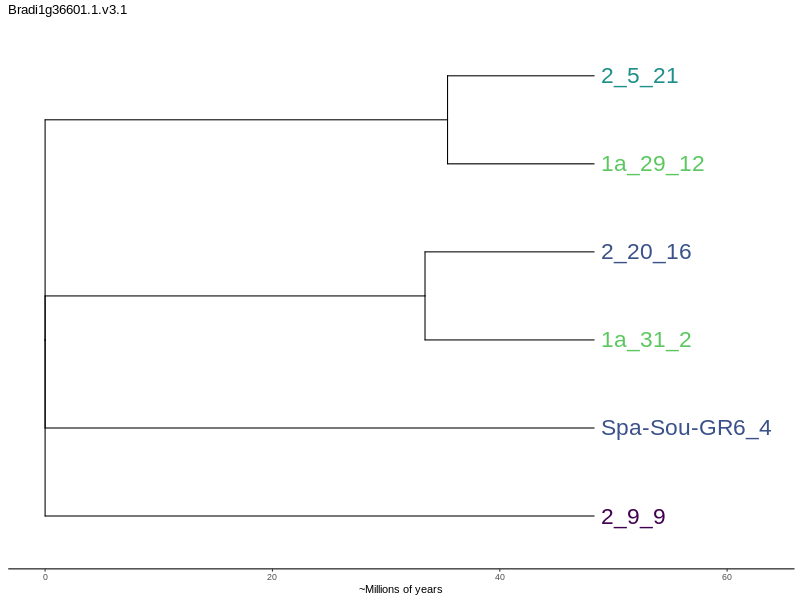 Bradi1g36601.1.v3.1
2_5_21
1a_29_12
2_20_16
1a_31_2
Spa-Sou-GR6_4
2_9_9
0 20 40 60
~Millions of years